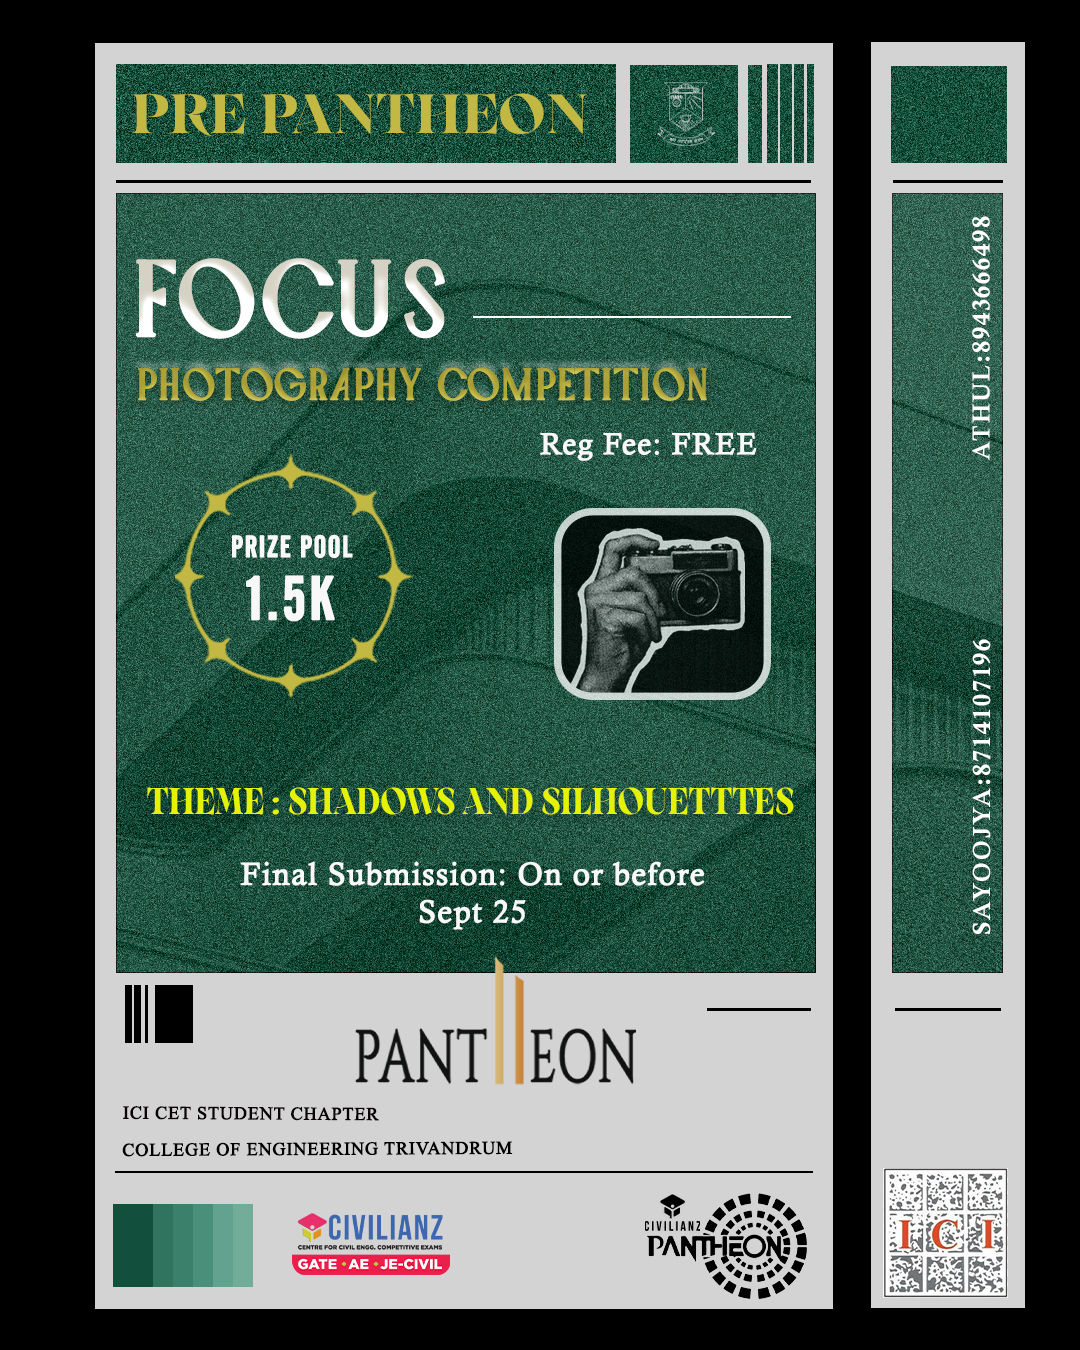 PRE PANTHEON
FOCUS
PHOTOGRAPHY COMPETITION
Reg Fee: FREE
PRIZE POOL
1.5K
THEME : SHADOWS AND SILHOUETTTES
Final Submission: On or before
Sept 25
PANTHEON
ICI CET STUDENT CHAPTER
COLLEGE OF ENGINEERING TRIVANDRUM
CIVILIANZ
CENTRE FOR CIVIL ENGG. COMPETITIVE EXAMS
GATE • AE • JE-CIVIL
CIVILIANZ
PANTHEON
ATHUL:8943666498
SAYOOJYA:8714107196
ICI